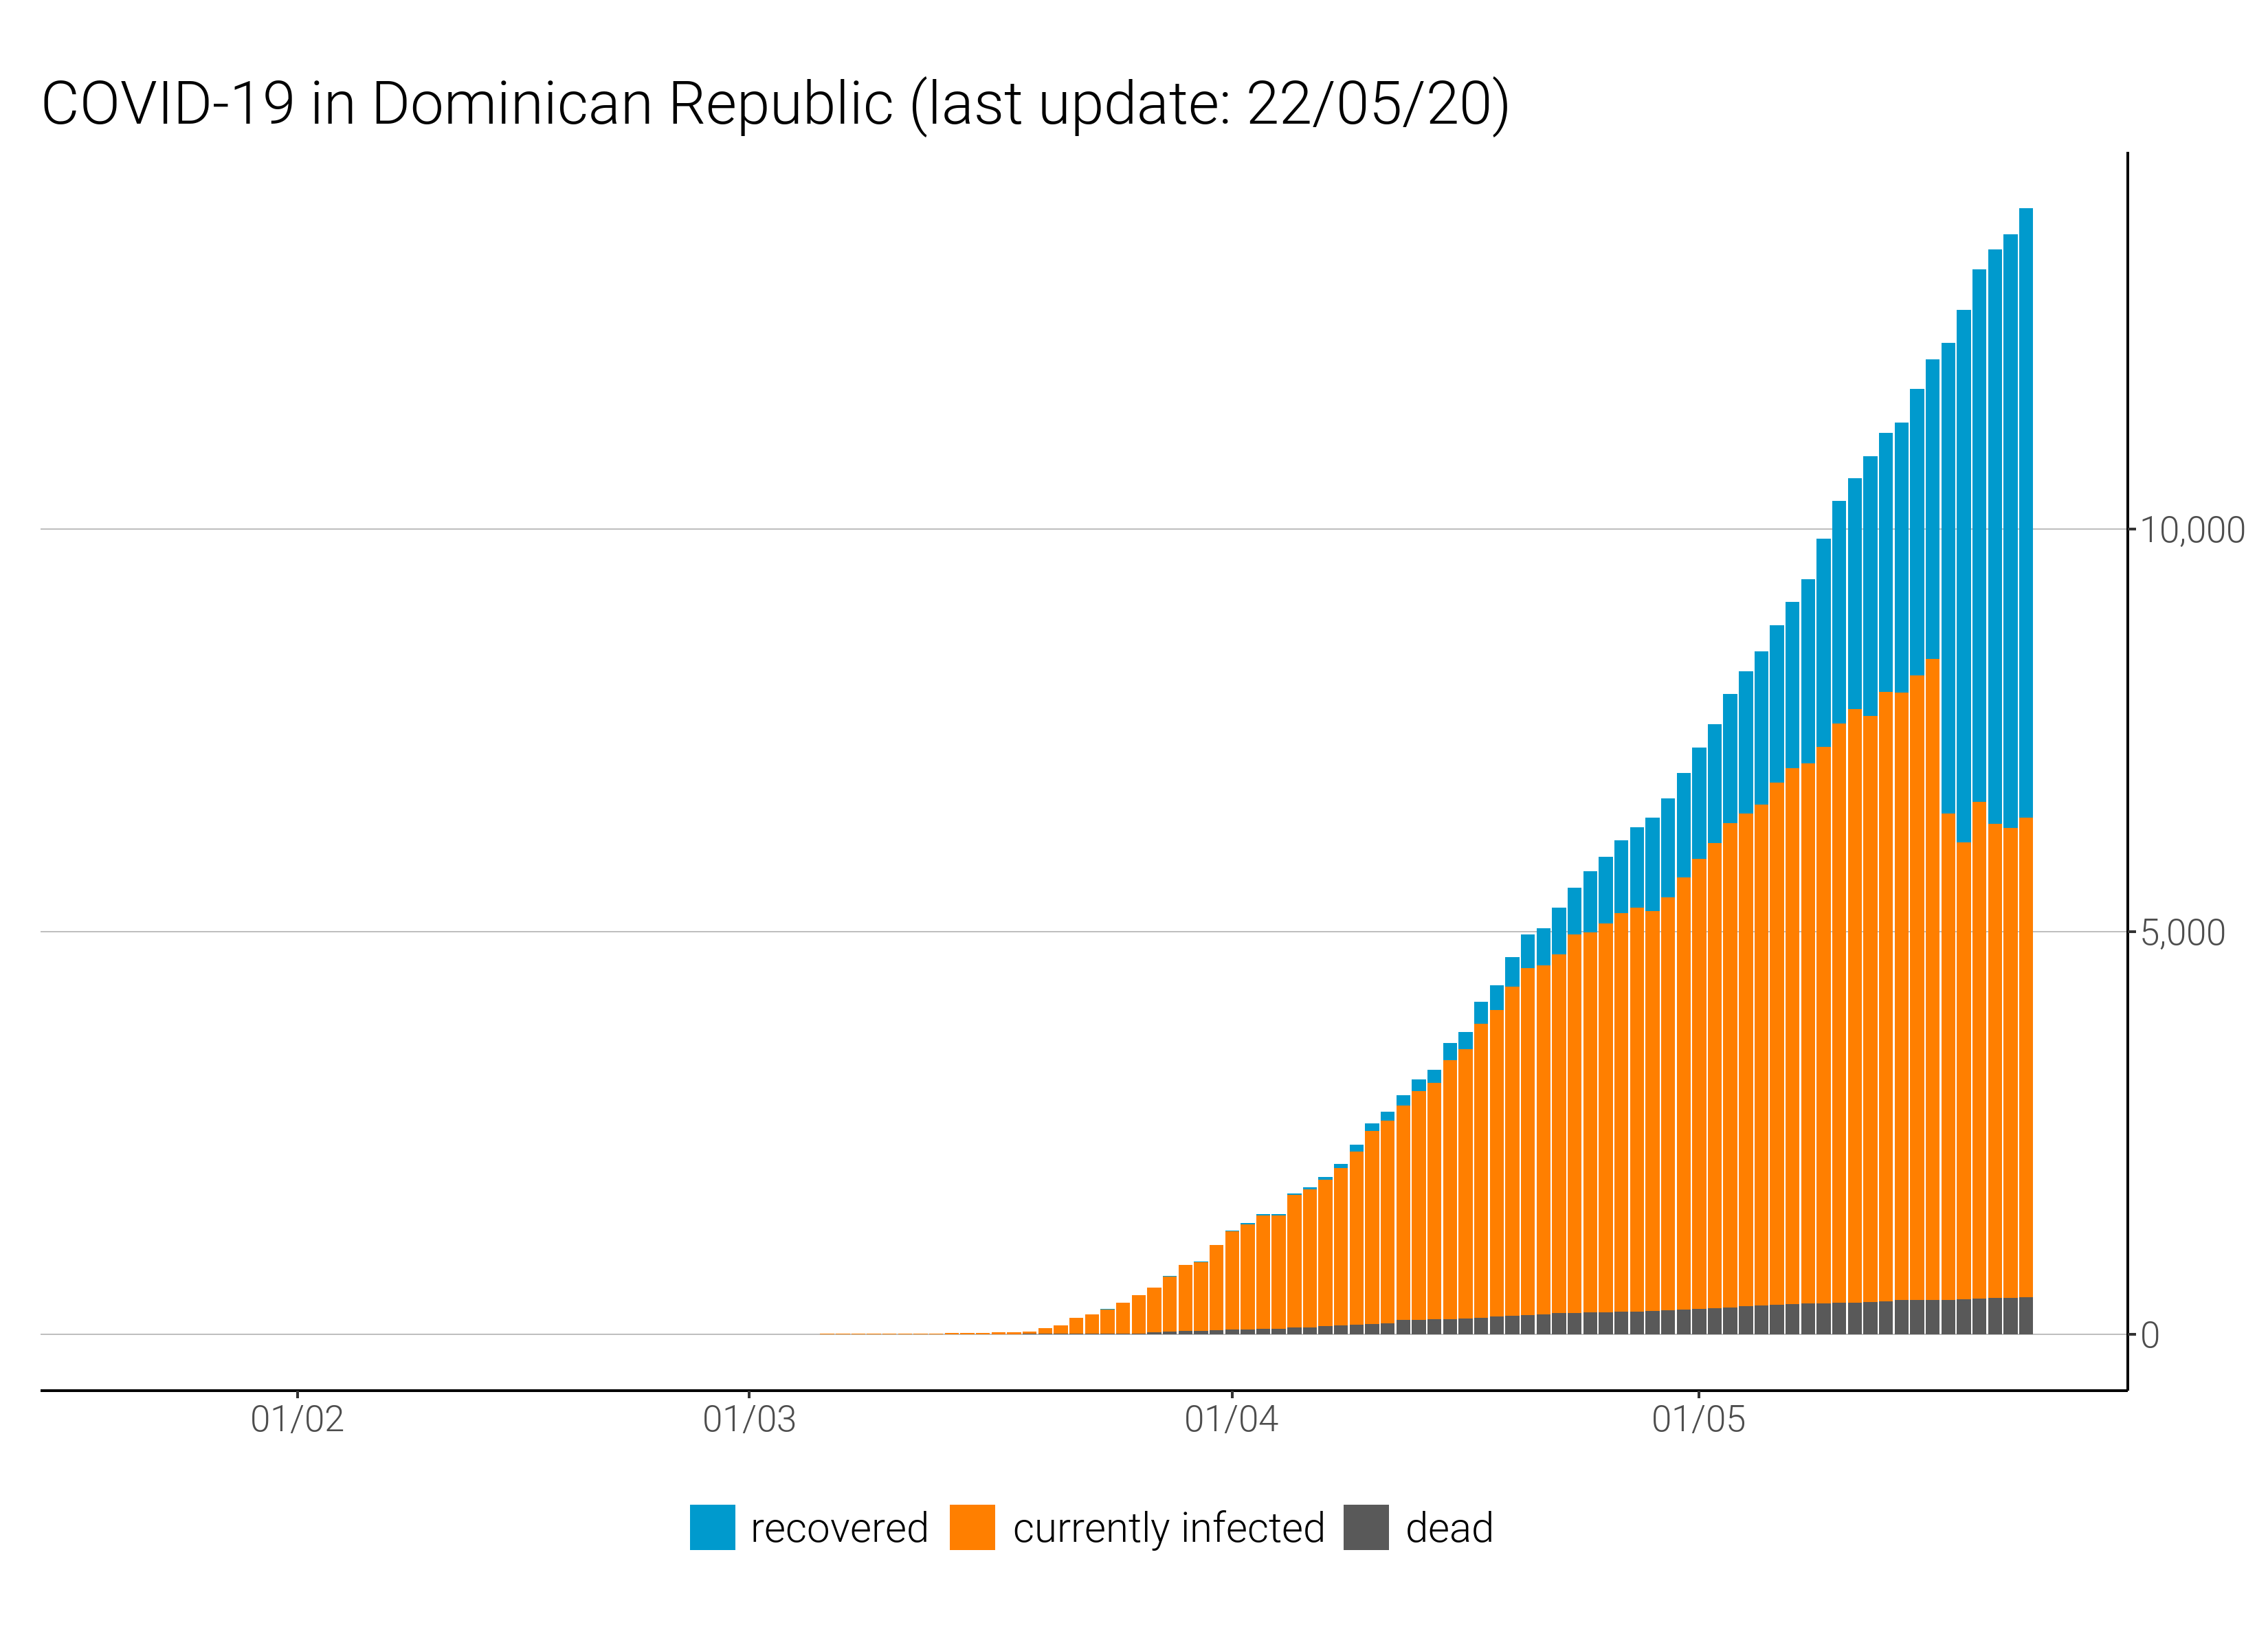 COVID-19 in Dominican Republic (last update: 22/05/20)
10,000
5,000
0
01/02 01/03 01/04 01/05
recovered currently infected dead